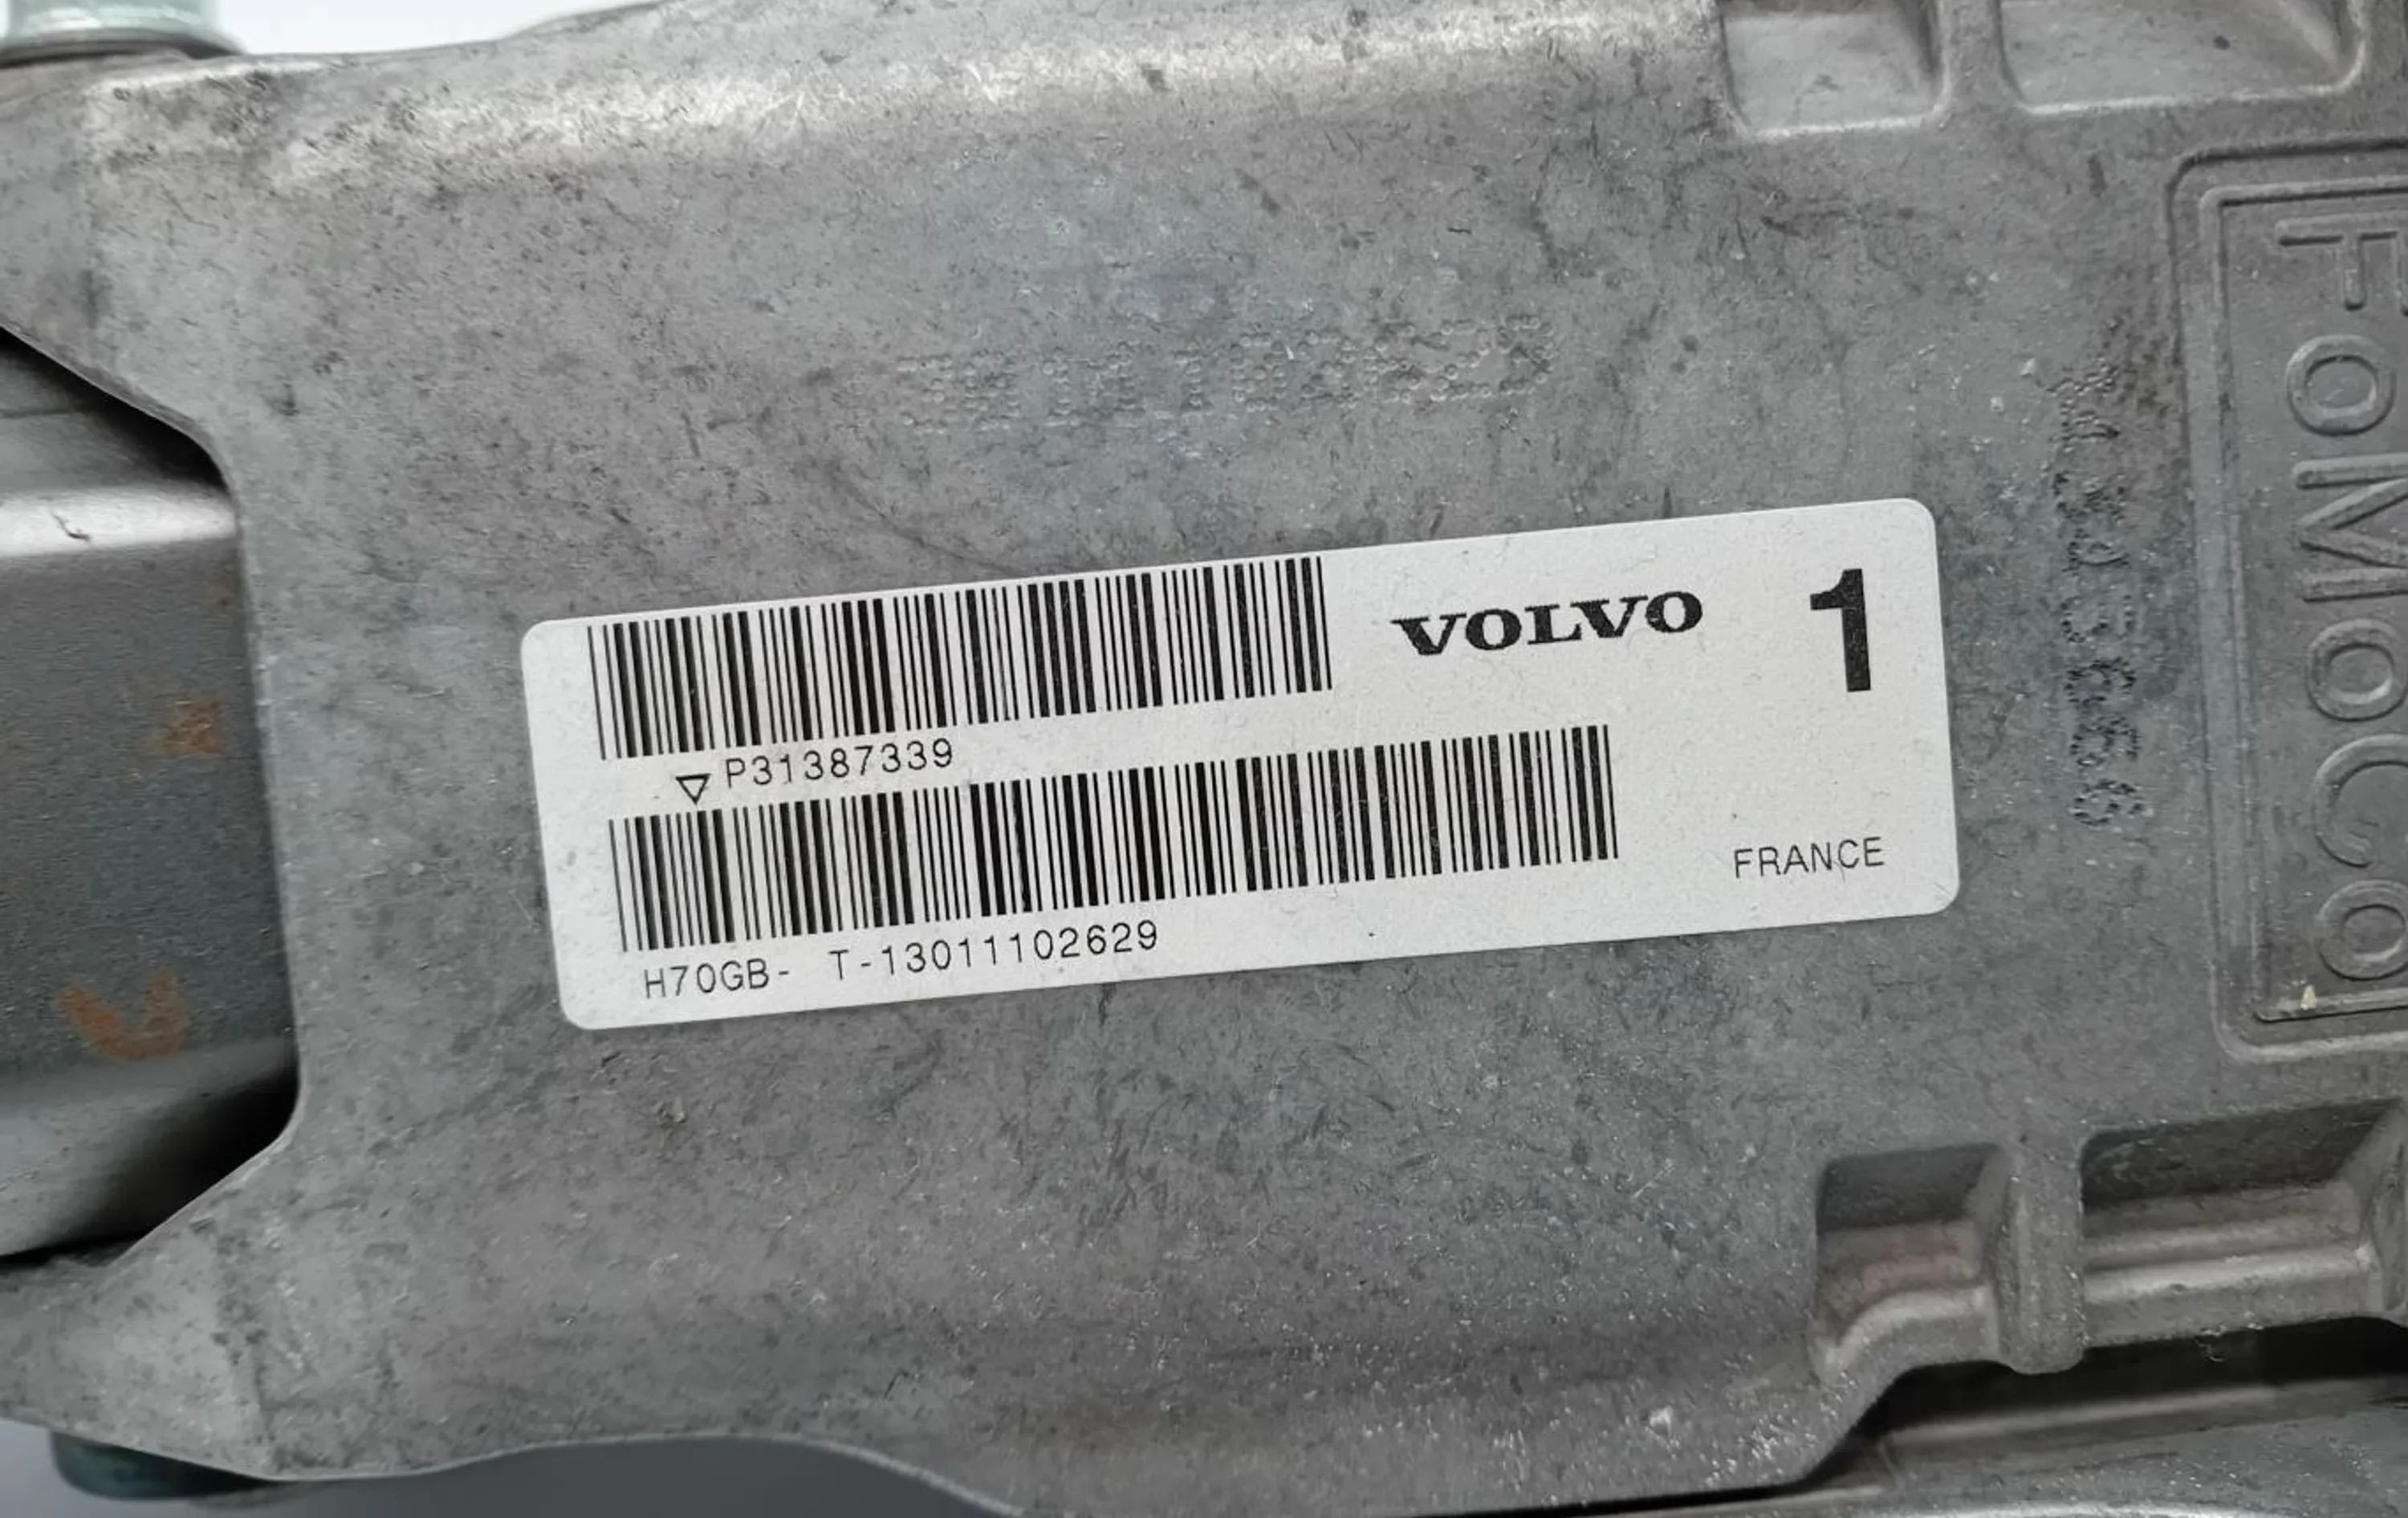 VOLVO 1
P31387339
FRANCE
H70GB- T-13011102629
FoMoCo